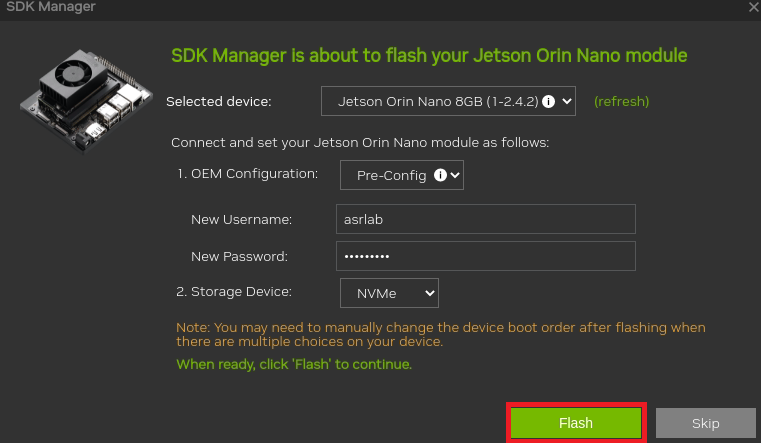 SDK Manager
SDK Manager is about to flash your Jetson Orin Nano module
Selected device: Jetson Orin Nano 8GB (1-2.4.2) (refresh)
Connect and set your Jetson Orin Nano module as follows:
1. OEM Configuration: Pre-Config
New Username: asrlab
New Password: •••••••••
2. Storage Device: NVMe
Note: You may need to manually change the device boot order after flashing when
there are multiple choices on your device.
When ready, click 'Flash' to continue.
Flash Skip